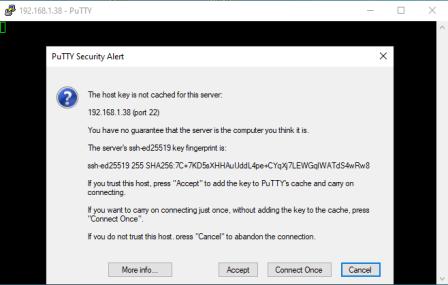 192.168.1.38 - PuTTY
PuTTY Security Alert
The host key is not cached for this server:
192.168.1.38 (port 22)
You have no guarantee that the server is the computer you think it is.
The server's ssh-ed25519 key fingerprint is:
ssh-ed25519 255 SHA256:7C+7KD5sXHHAuUddL4pe+CYqXj7LEWGqlWATdS4wRw8
If you trust this host, press "Accept" to add the key to PuTTY's cache and carry on
connecting.
If you want to carry on connecting just once, without adding the key to the cache, press
"Connect Once".
If you do not trust this host, press "Cancel" to abandon the connection.
More info... Accept Connect Once Cancel